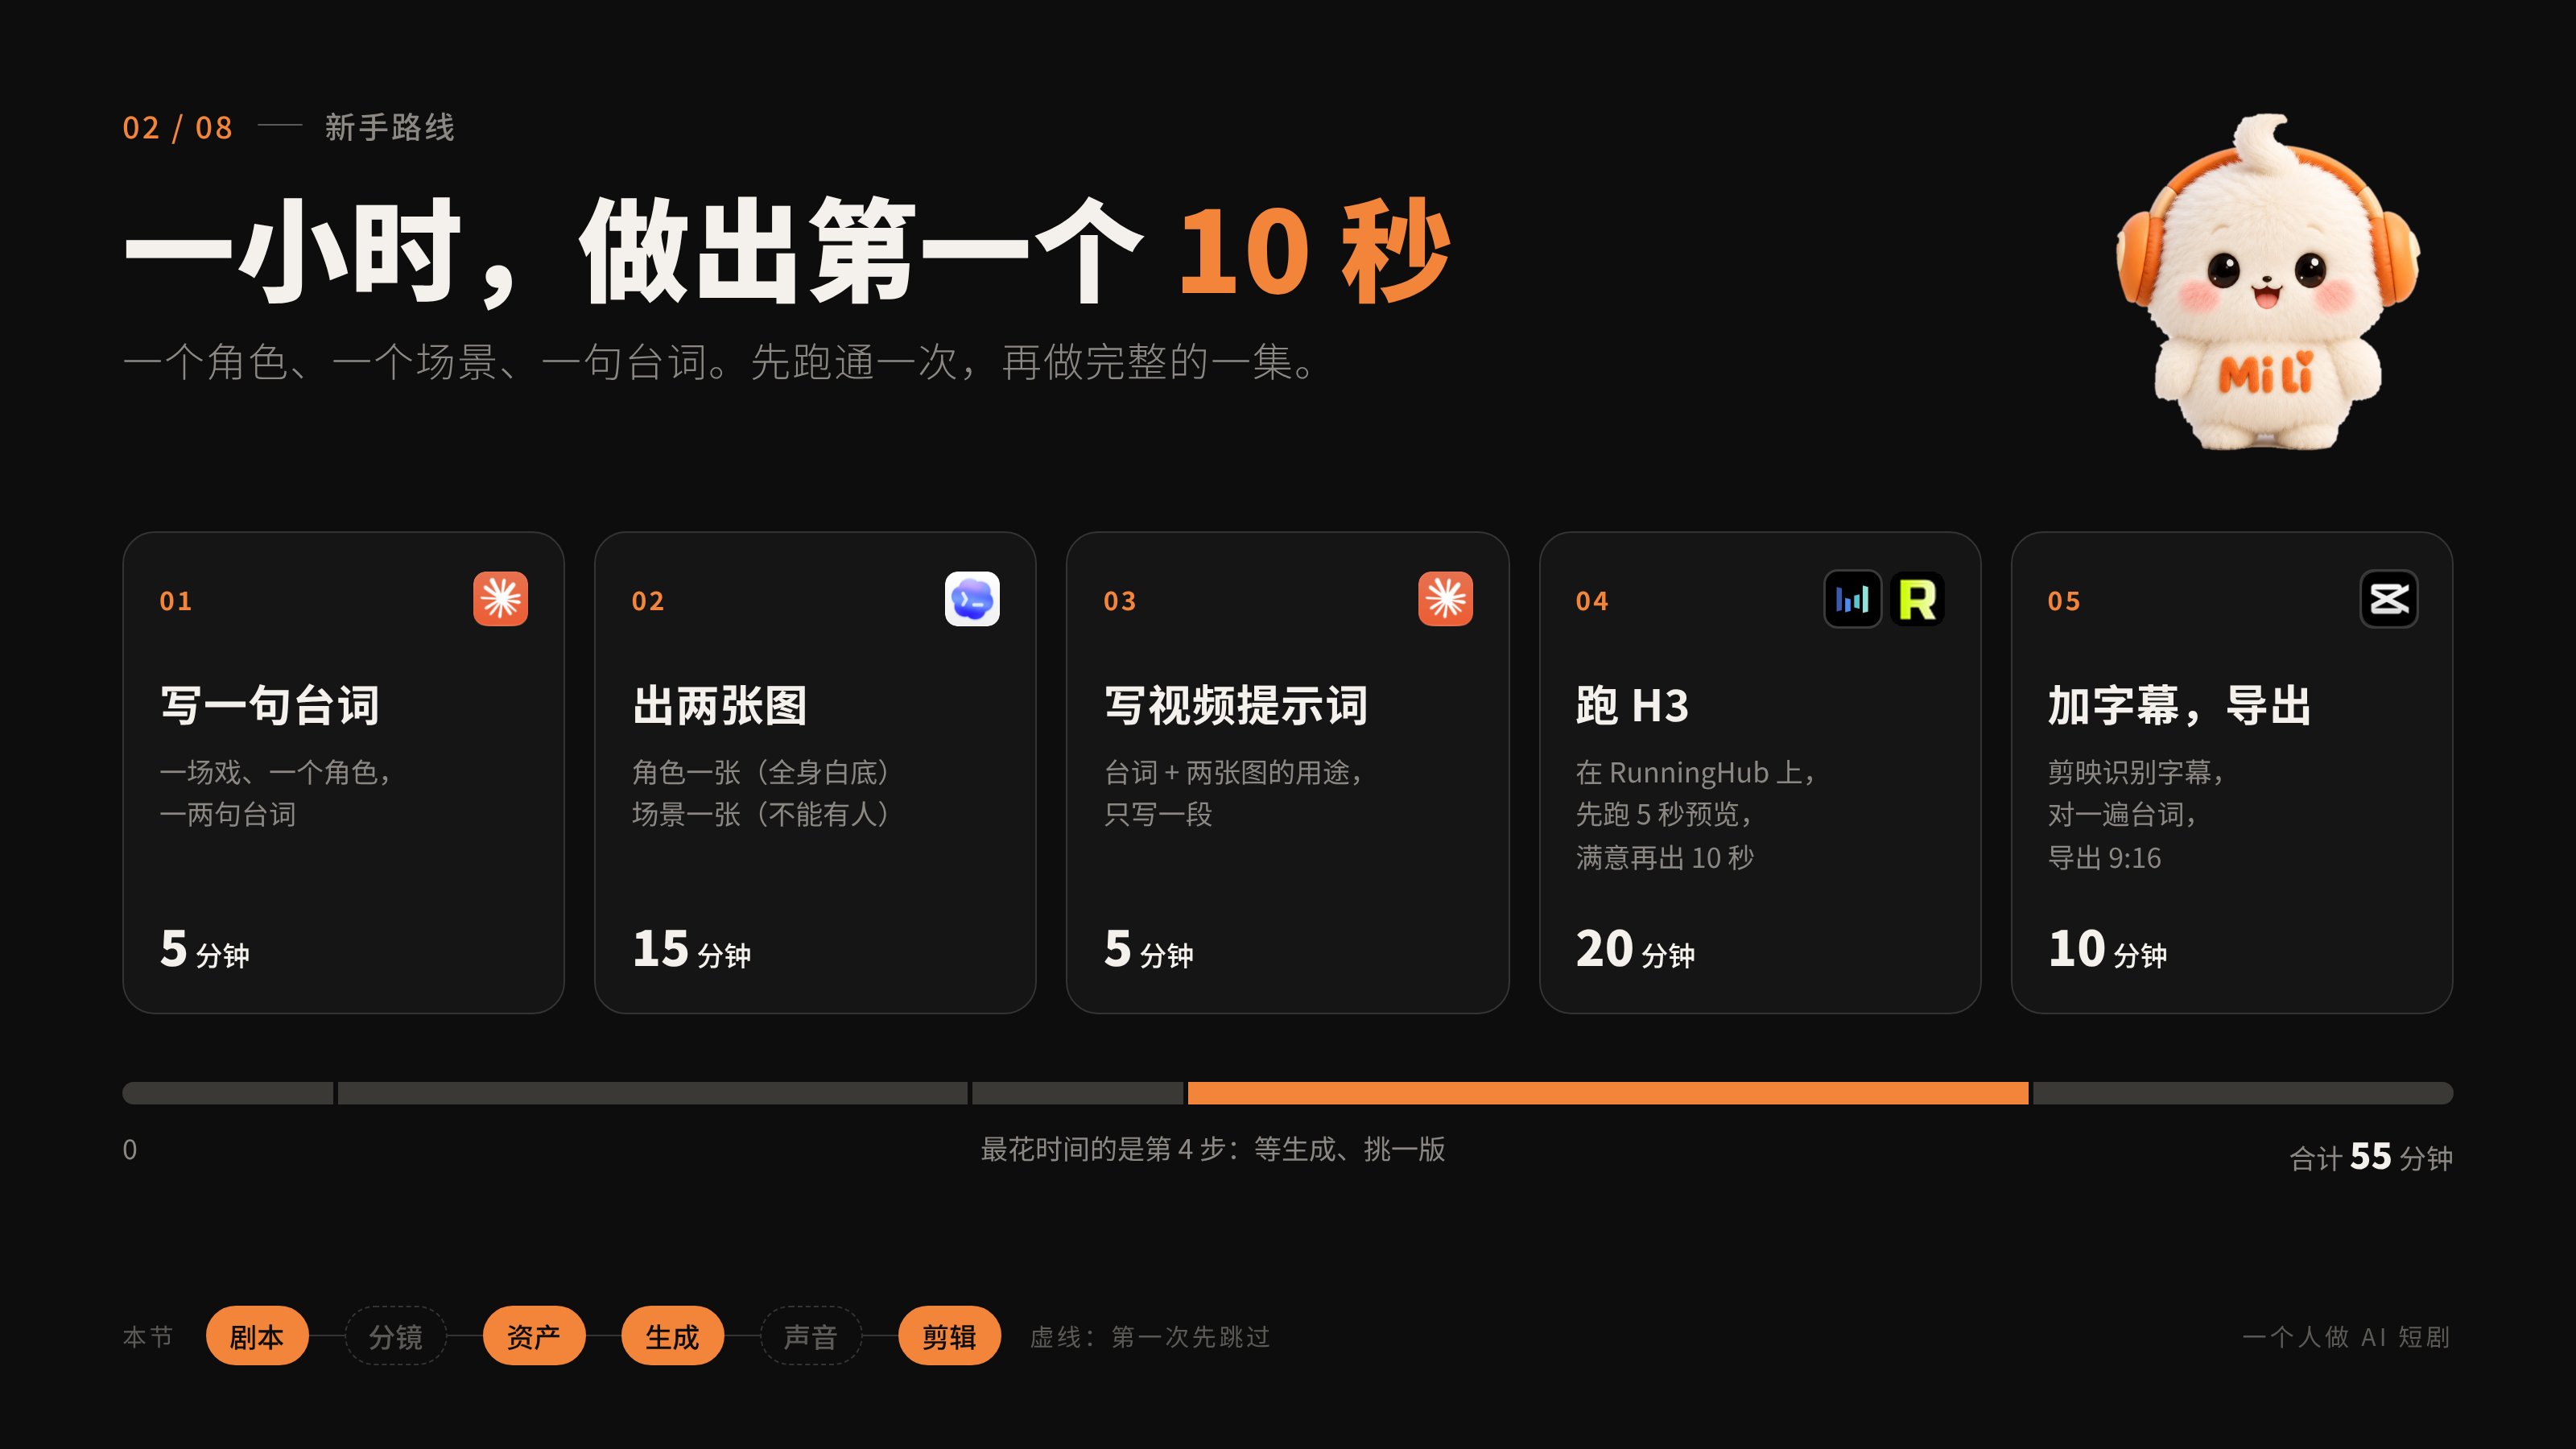 02 / 08 — 新手路线
一小时，做出第一个 10 秒
一个角色、一个场景、一句台词。先跑通一次，再做完整的一集。
MiLi
01
写一句台词
一场戏、一个角色，
一两句台词
5 分钟
02
出两张图
角色一张（全身白底）
场景一张（不能有人）
15 分钟
03
写视频提示词
台词 + 两张图的用途，
只写一段
5 分钟
04
R
跑 H3
在 RunningHub 上，
先跑 5 秒预览，
满意再出 10 秒
20 分钟
05
加字幕，导出
剪映识别字幕，
对一遍台词，
导出 9:16
10 分钟
0
最花时间的是第 4 步：等生成、挑一版
合计 55 分钟
本节 剧本 分镜 资产 生成 声音 剪辑 虚线：第一次先跳过
一个人做 AI 短剧